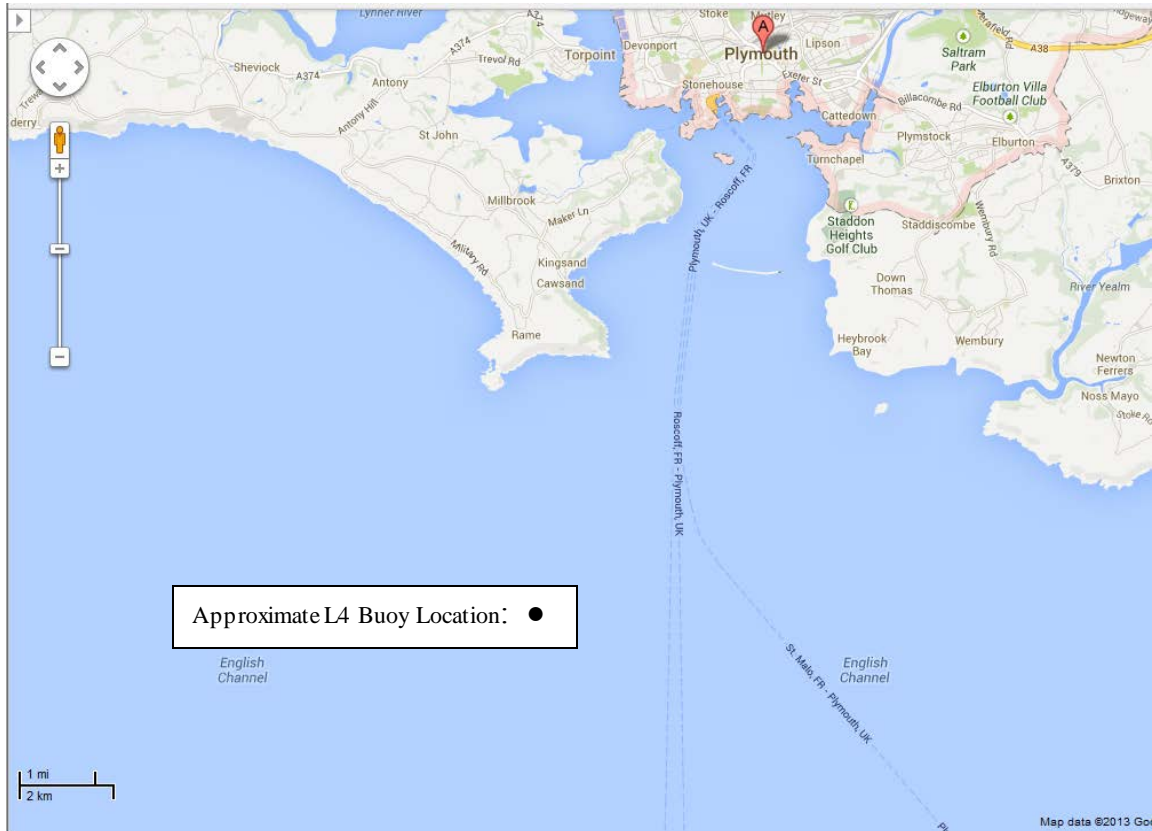 Lynher River
A374
Sheviock
A374
Antony
Trevol Rd
Torpoint
St John
Antony Hill
Millbrook
Maker Ln
Military Rd
Kingsand
Cawsand
Rame
Stoke
Mutley
A
Devonport
Plymouth
Lipson
Exeter St
Stonehouse
Cattedown
Saltram
Park
A38
Elburton Villa
Football Club
Billacombe Rd
Plymstock
Elburton
Turnchapel
A379
Brixton
Staddon
Heights
Golf Club
Staddiscombe
Wembury Rd
Down
Thomas
River Yealm
Heybrook
Bay
Wembury
Newton
Ferrers
Noss Mayo
Stoke Rd
Plymouth, UK - Roscoff, FR
Roscoff, FR - Plymouth, UK
Approximate L4 Buoy Location:
English
Channel
English
Channel
St. Malo, FR - Plymouth, UK
1 mi
2 km
Map data ©2013 Goo